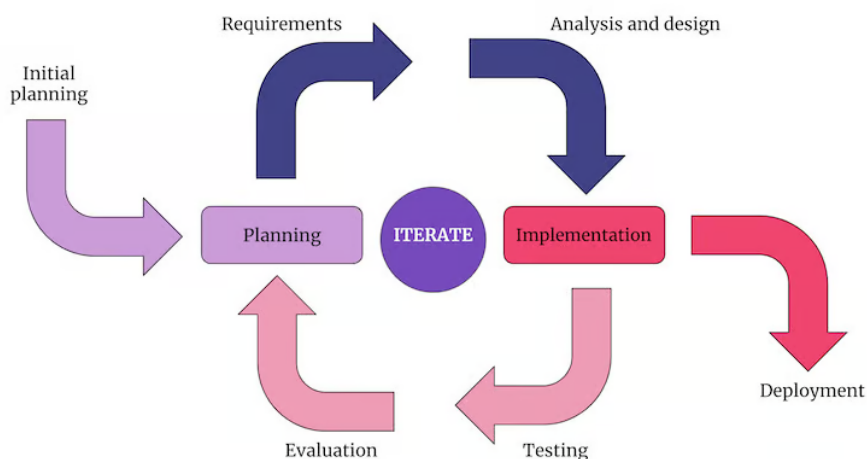 Requirements
Analysis and design
Initial
planning
Planning
ITERATE
Implementation
Deployment
Evaluation
Testing